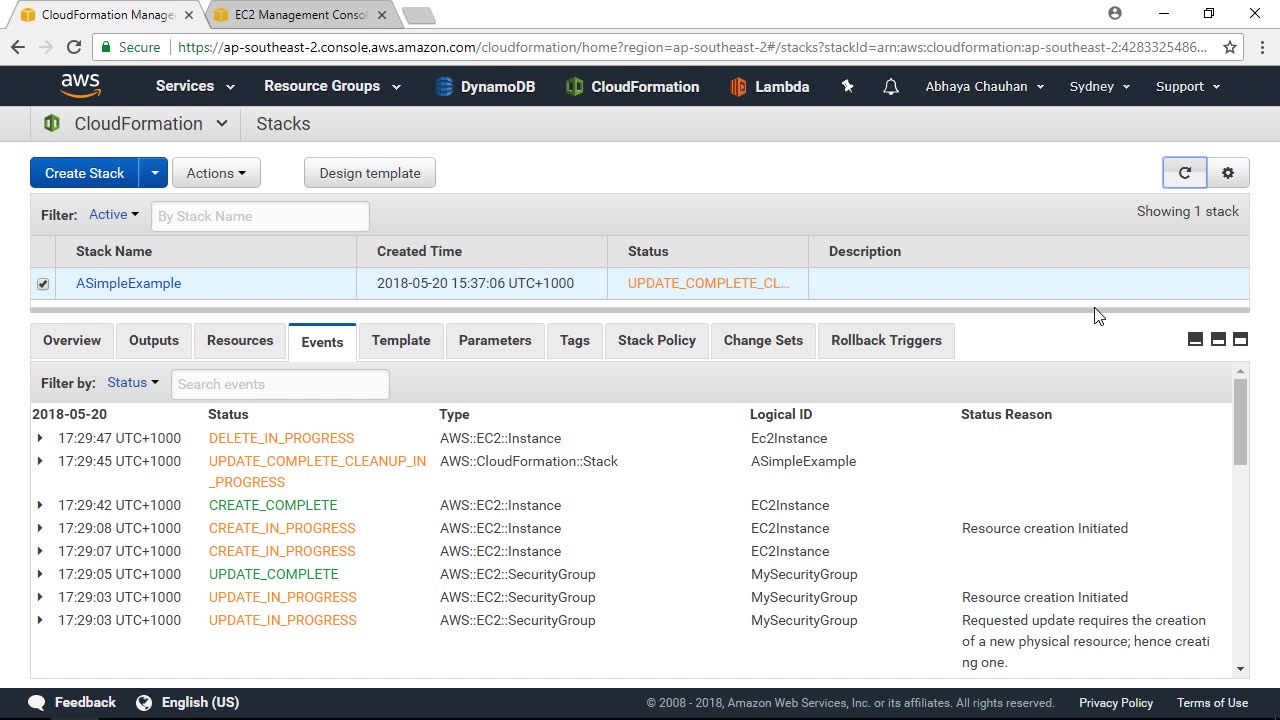 CloudFormation Manage
EC2 Management Conso
Secure
https://ap-southeast-2.console.aws.amazon.com/cloudformation/home?region=ap-southeast-2#/stacks?stackId=arn:aws:cloudformation:ap-southeast-2:4283325486...
aws Services Resource Groups DynamoDB CloudFormation Lambda Abhaya Chauhan Sydney Support
CloudFormation Stacks
Create Stack Actions Design template
Filter: Active By Stack Name Showing 1 stack
Stack Name Created Time Status Description
ASimpleExample 2018-05-20 15:37:06 UTC+1000 UPDATE_COMPLETE_CL...
Overview Outputs Resources Events Template Parameters Tags Stack Policy Change Sets Rollback Triggers
Filter by: Status Search events
2018-05-20 Status Type Logical ID Status Reason
17:29:47 UTC+1000 DELETE_IN_PROGRESS AWS::EC2::Instance Ec2Instance
17:29:45 UTC+1000 UPDATE_COMPLETE_CLEANUP_IN AWS::CloudFormation::Stack ASimpleExample
_PROGRESS
17:29:42 UTC+1000 CREATE_COMPLETE AWS::EC2::Instance EC2Instance
17:29:08 UTC+1000 CREATE_IN_PROGRESS AWS::EC2::Instance EC2Instance Resource creation Initiated
17:29:07 UTC+1000 CREATE_IN_PROGRESS AWS::EC2::Instance EC2Instance
17:29:05 UTC+1000 UPDATE_COMPLETE AWS::EC2::SecurityGroup MySecurityGroup
17:29:03 UTC+1000 UPDATE_IN_PROGRESS AWS::EC2::SecurityGroup MySecurityGroup Resource creation Initiated
17:29:03 UTC+1000 UPDATE_IN_PROGRESS AWS::EC2::SecurityGroup MySecurityGroup Requested update requires the creation
of a new physical resource; hence creati
ng one.
Feedback English (US) © 2008 - 2018, Amazon Web Services, Inc. or its affiliates. All rights reserved. Privacy Policy Terms of Use